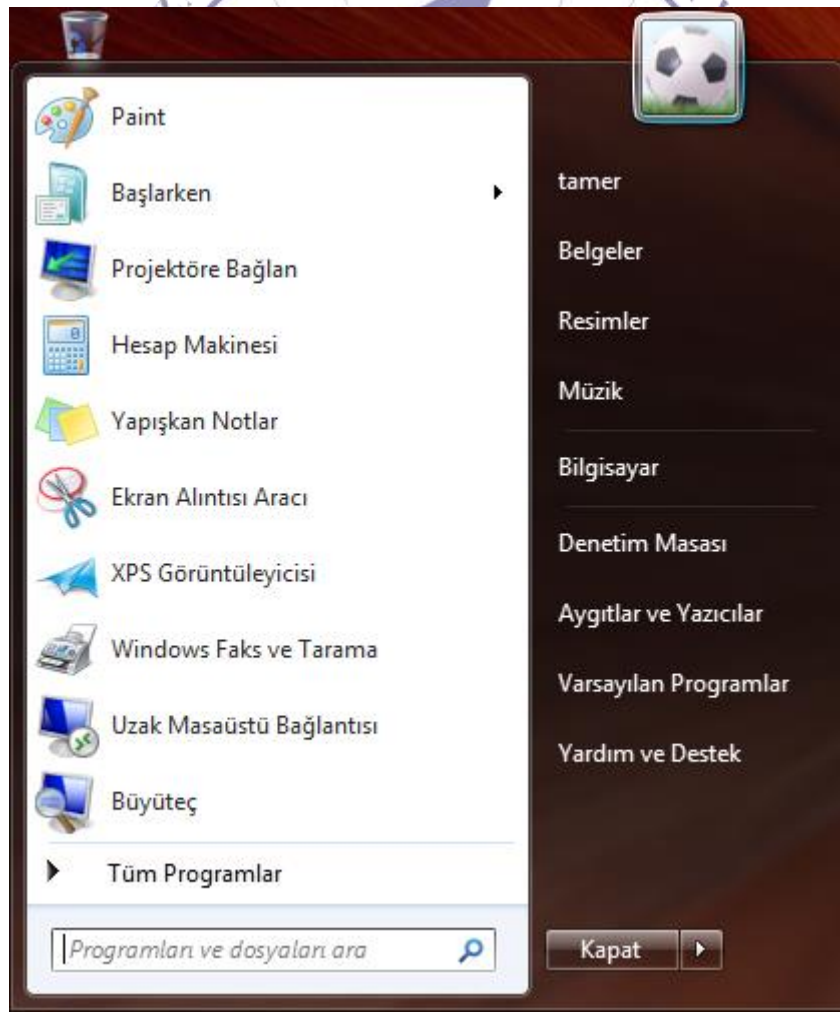 Paint
Başlarken
Projektöre Bağlan
Hesap Makinesi
Yapışkan Notlar
Ekran Alıntısı Aracı
XPS Görüntüleyicisi
Windows Faks ve Tarama
Uzak Masaüstü Bağlantısı
Büyüteç
Tüm Programlar
Programları ve dosyaları ara
tamer
Belgeler
Resimler
Müzik
Bilgisayar
Denetim Masası
Aygıtlar ve Yazıcılar
Varsayılan Programlar
Yardım ve Destek
Kapat